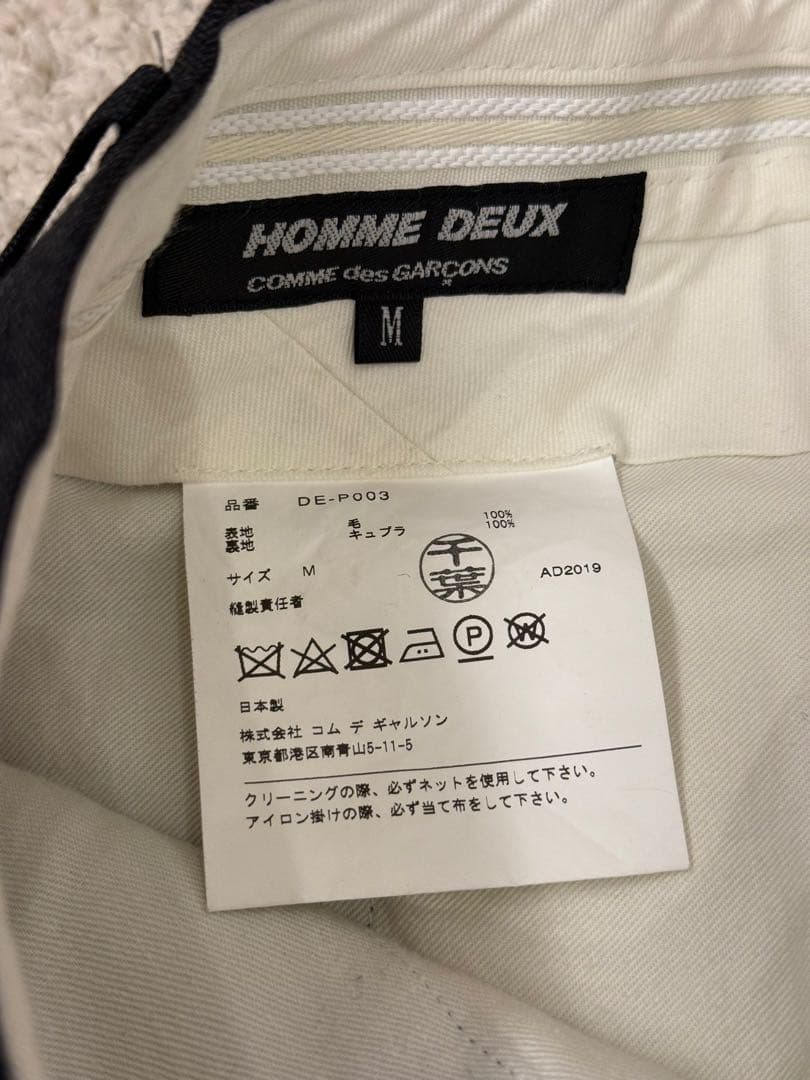 HOMME DEUX
COMME des GARÇONS
M
品番 DE-P003
表地 毛 100%
裏地 キュプラ 100%
サイズ M
千葉
AD2019
縫製責任者
P
W
日本製
株式会社 コム デ ギャルソン
東京都港区南青山5-11-5
クリーニングの際、必ずネットを使用して下さい。
アイロン掛けの際、必ず当て布をして下さい。